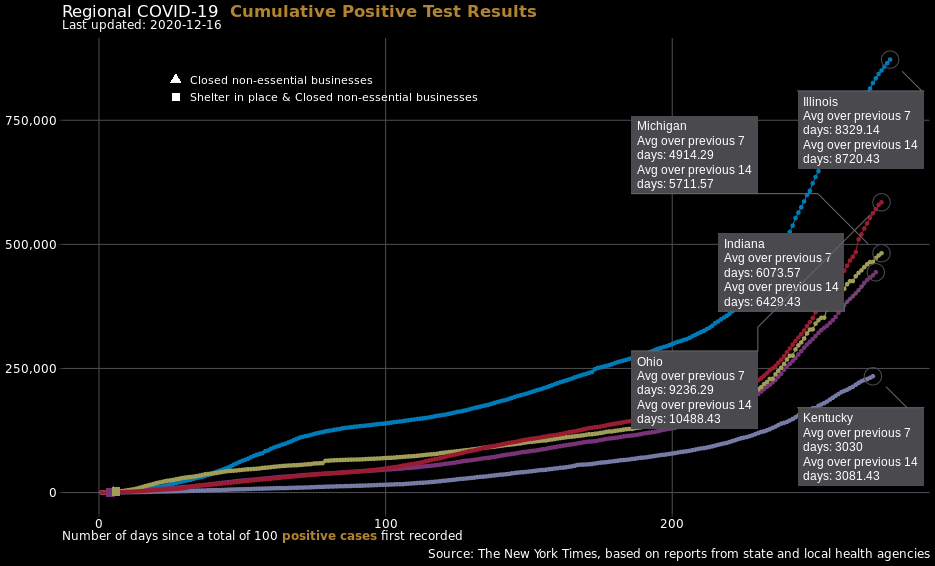 Regional COVID-19 Cumulative Positive Test Results
Last updated: 2020-12-16
Closed non-essential businesses
Shelter in place & Closed non-essential businesses
Illinois
Avg over previous 7
days: 8329.14
Avg over previous 14
days: 8720.43
Michigan
Avg over previous 7
days: 4914.29
Avg over previous 14
days: 5711.57
Indiana
Avg over previous 7
days: 6073.57
Avg over previous 14
days: 6429.43
Ohio
Avg over previous 7
days: 9236.29
Avg over previous 14
days: 10488.43
Kentucky
Avg over previous 7
days: 3030
Avg over previous 14
days: 3081.43
750,000
500,000
250,000
0
0 100 200
Number of days since a total of 100 positive cases first recorded
Source: The New York Times, based on reports from state and local health agencies